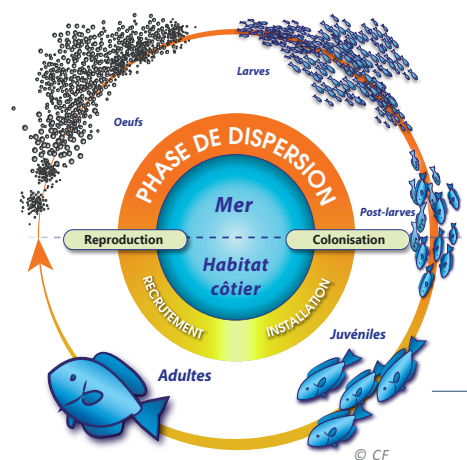 Larves
Oeufs
PHASE DE DISPERSION
Mer
Post-larves
Reproduction
Colonisation
Habitat
côtier
RECRUTEMENT
INSTALLATION
Juvéniles
Adultes
© CF